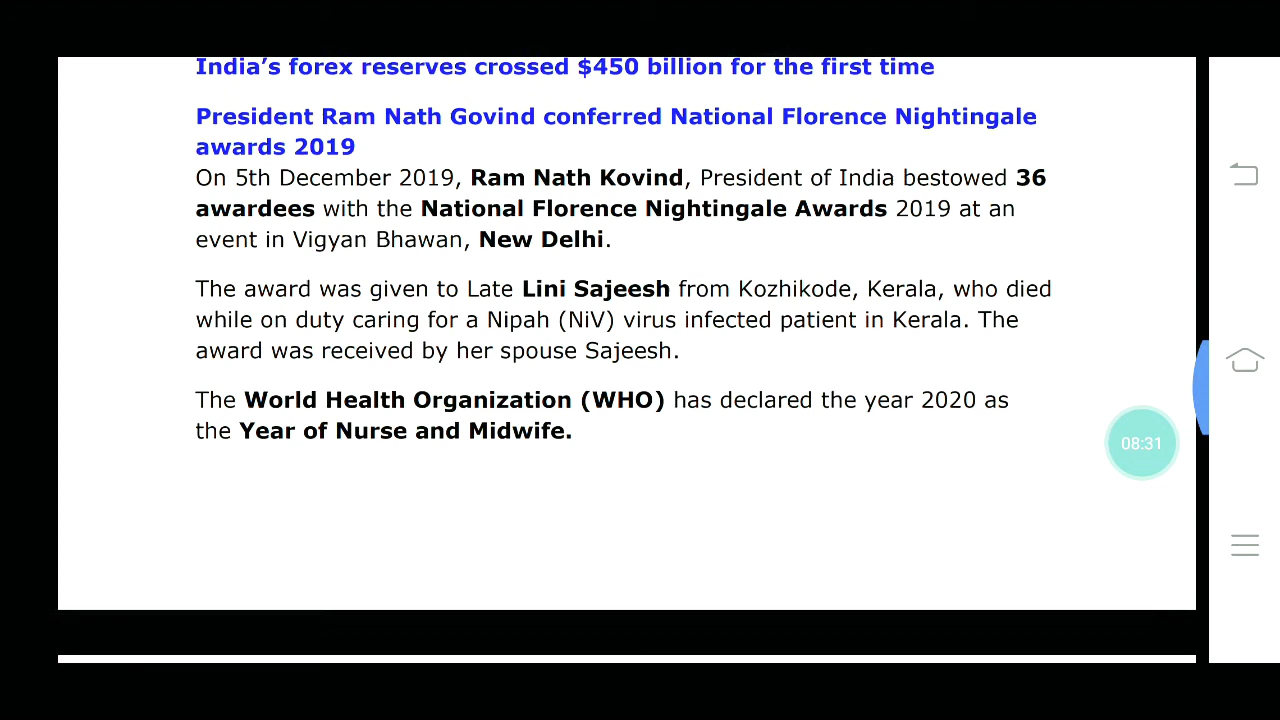 India's forex reserves crossed $450 billion for the first time
President Ram Nath Govind conferred National Florence Nightingale
awards 2019
On 5th December 2019, Ram Nath Kovind, President of India bestowed 36
awardees with the National Florence Nightingale Awards 2019 at an
event in Vigyan Bhawan, New Delhi.
The award was given to Late Lini Sajeesh from Kozhikode, Kerala, who died
while on duty caring for a Nipah (NiV) virus infected patient in Kerala. The
award was received by her spouse Sajeesh.
The World Health Organization (WHO) has declared the year 2020 as
the Year of Nurse and Midwife.
08:31